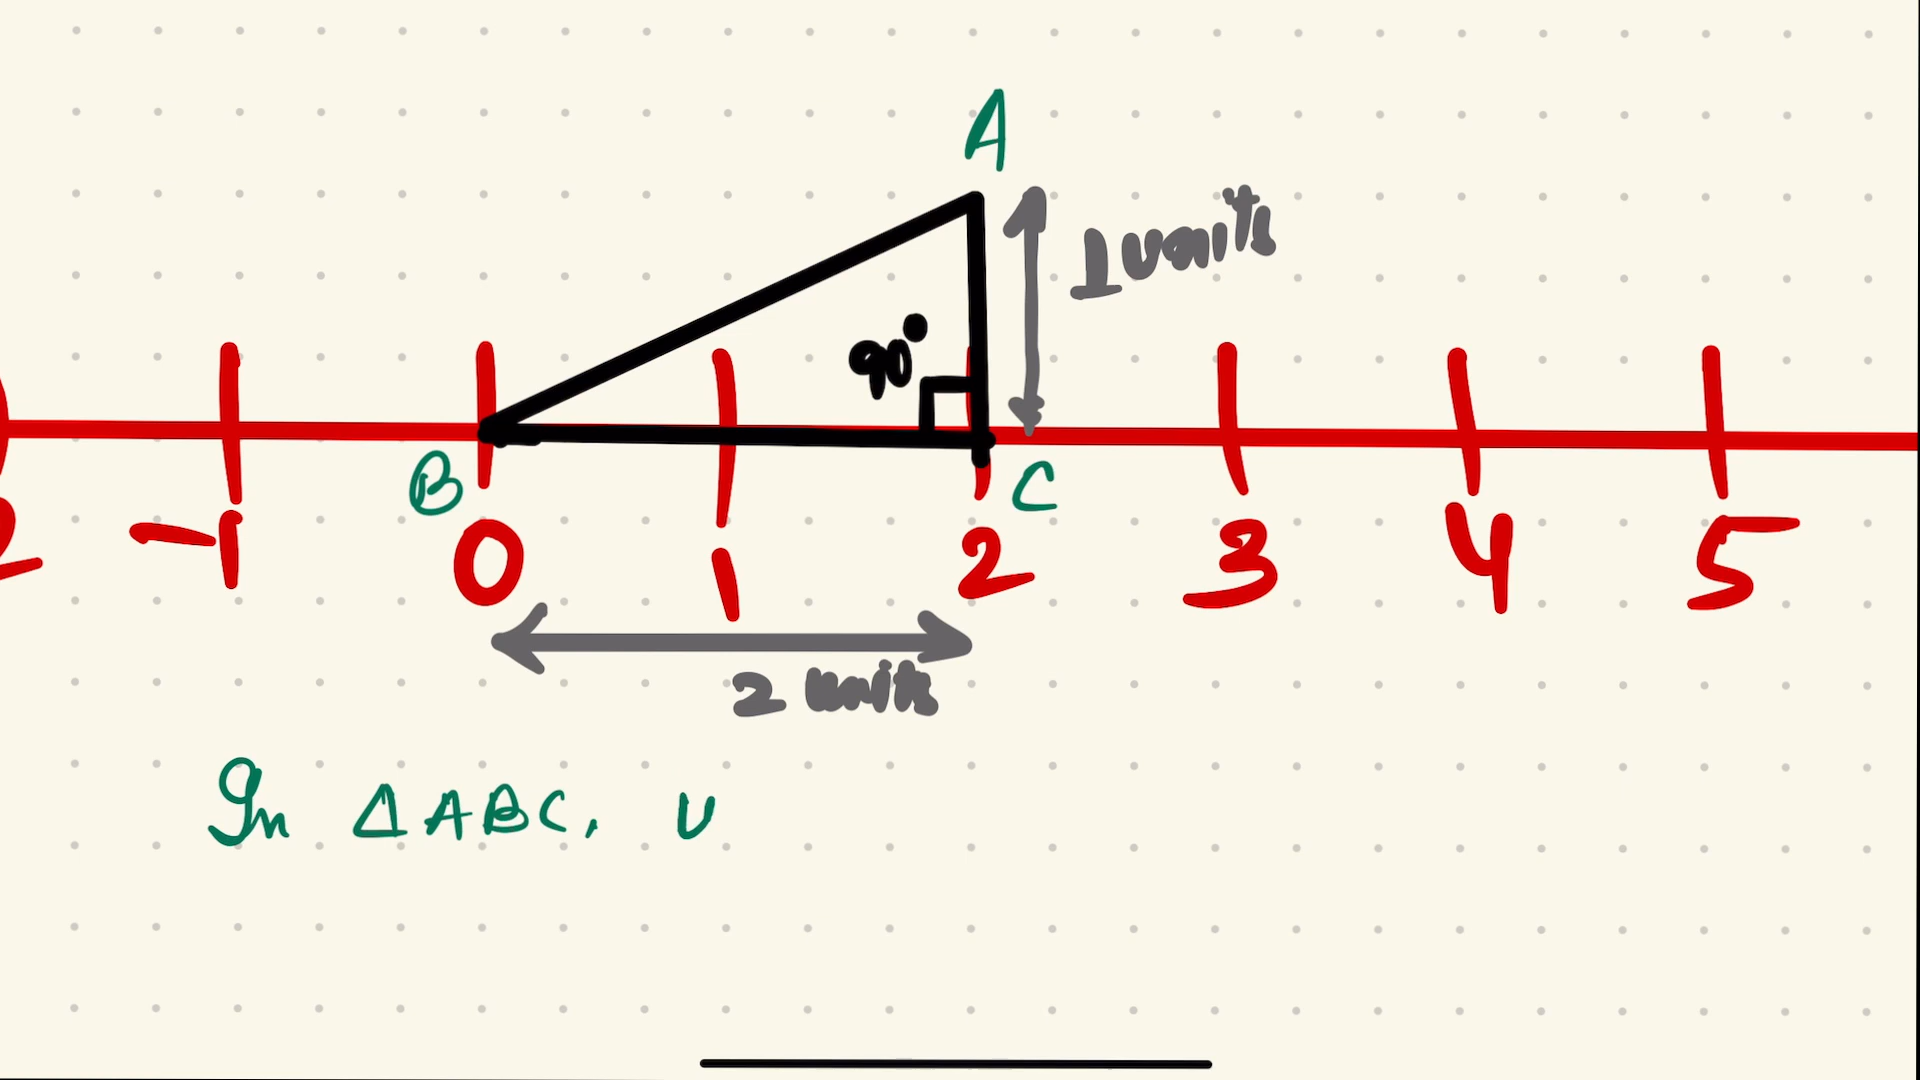 A
1 units
90°
B
C
2 -1 0 1 2 3 4 5
2 units
In △ABC, U